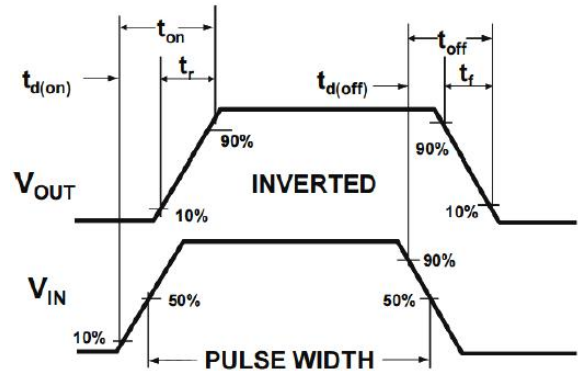 t_on
t_off
t_d(on)
t_r
t_d(off)
t_f
90%
90%
V_OUT
INVERTED
10%
10%
V_IN
90%
50%
50%
10%
PULSE WIDTH